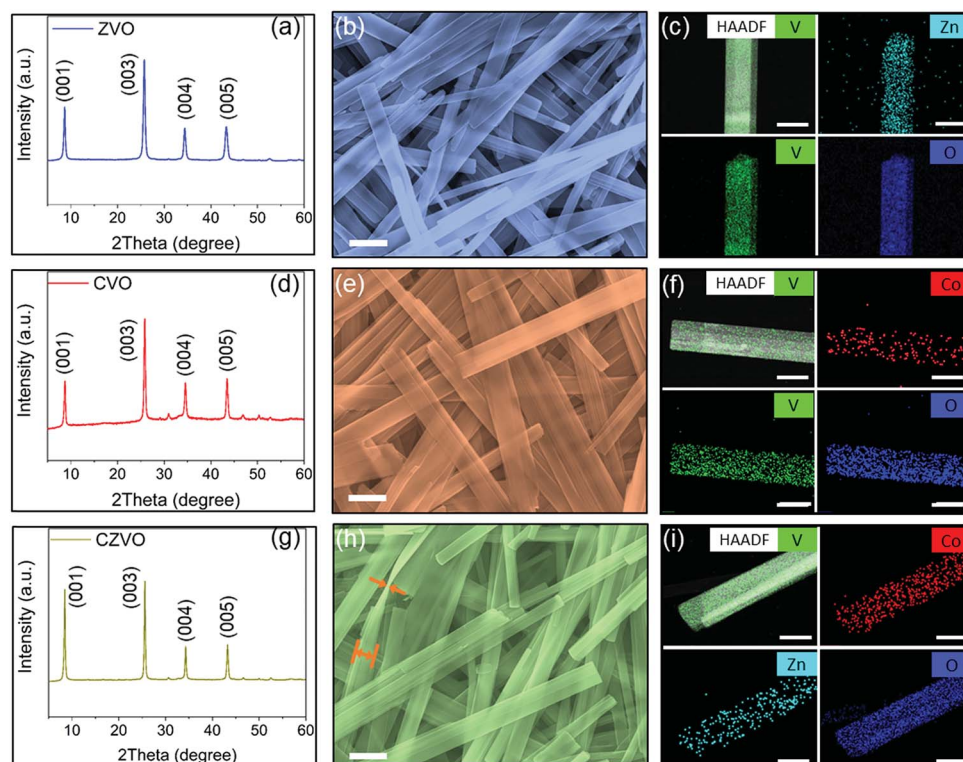 (a)
ZVO
(001)
(003)
(004)
(005)
Intensity (a.u.)
10 20 30 40 50 60
2Theta (degree)
(b)
(c)
HAADF V
Zn
V
O
(d)
CVO
(001)
(003)
(004)
(005)
Intensity (a.u.)
10 20 30 40 50 60
2Theta (degree)
(e)
(f)
HAADF V
Co
V
O
(g)
CZVO
(001)
(003)
(004)
(005)
Intensity (a.u.)
10 20 30 40 50 60
2Theta (degree)
(h)
(i)
HAADF V
Co
Zn
O